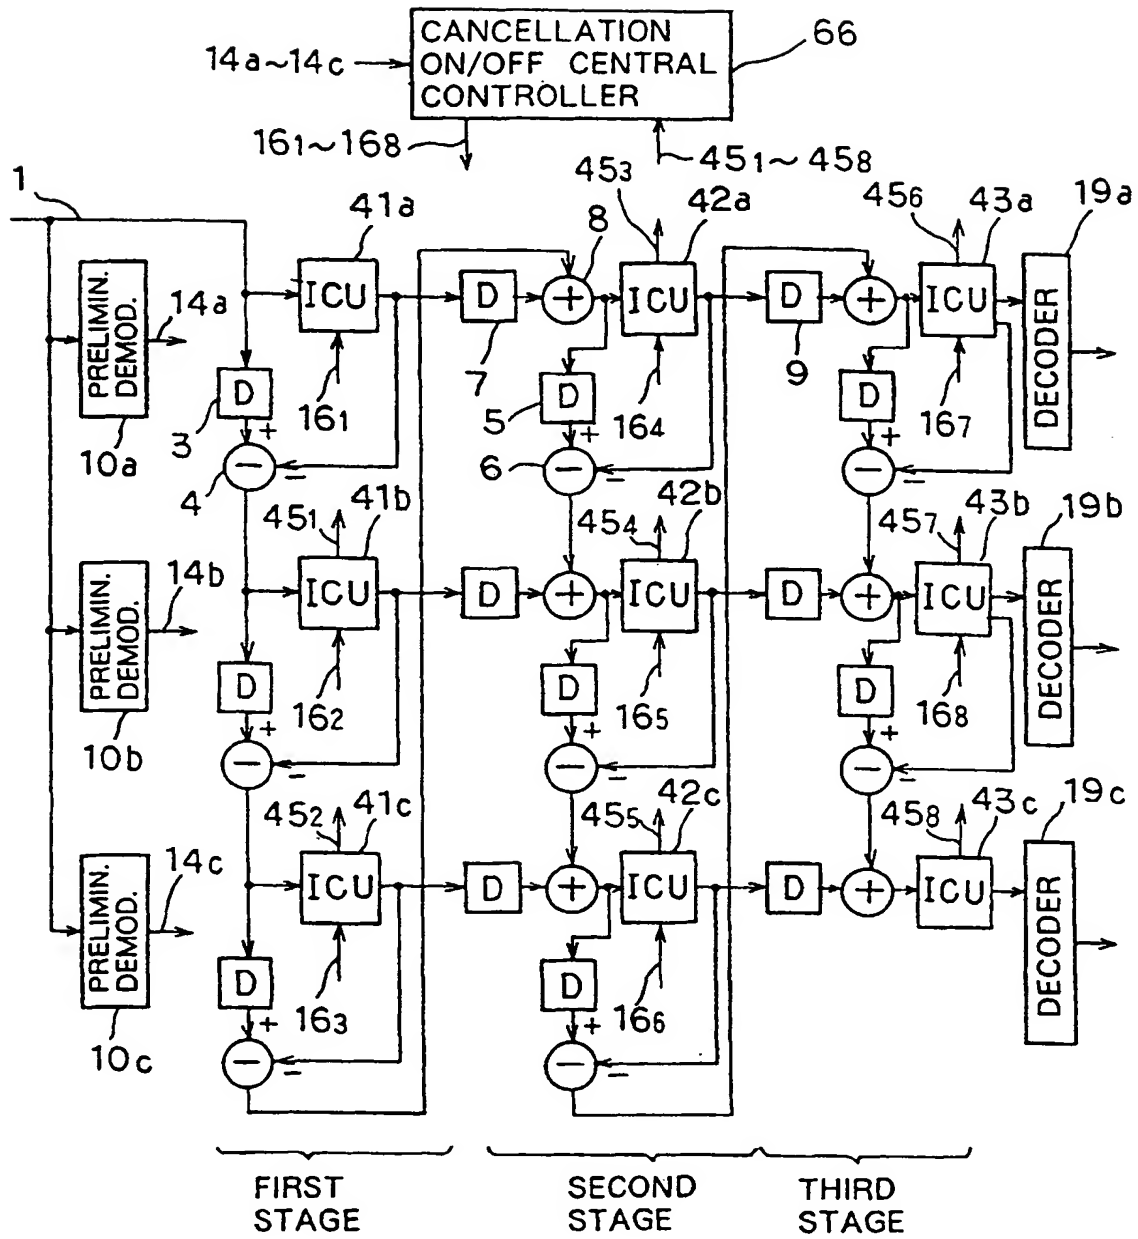 CANCELLATION
ON/OFF CENTRAL
CONTROLLER
66
14a~14c
161~168
451~458
1
41a
453
8
42a
456
43a
19a
PRELIMIN.
DEMOD.
14a
ICU
D
+
ICU
D
+
ICU
DECODER
7
9
3
D
161
5
D
164
D
167
10a
+
+
+
4
−
−
6
−
−
−
−
451
41b
454
42b
457
43b
19b
PRELIMIN.
DEMOD.
14b
ICU
D
+
ICU
D
+
ICU
DECODER
D
162
D
165
D
168
10b
+
+
+
−
−
−
−
−
−
452
41c
455
42c
458
43c
19c
PRELIMIN.
DEMOD.
14c
ICU
D
+
ICU
D
+
ICU
DECODER
D
163
D
166
10c
+
+
−
−
−
−
FIRST
STAGE
SECOND
STAGE
THIRD
STAGE